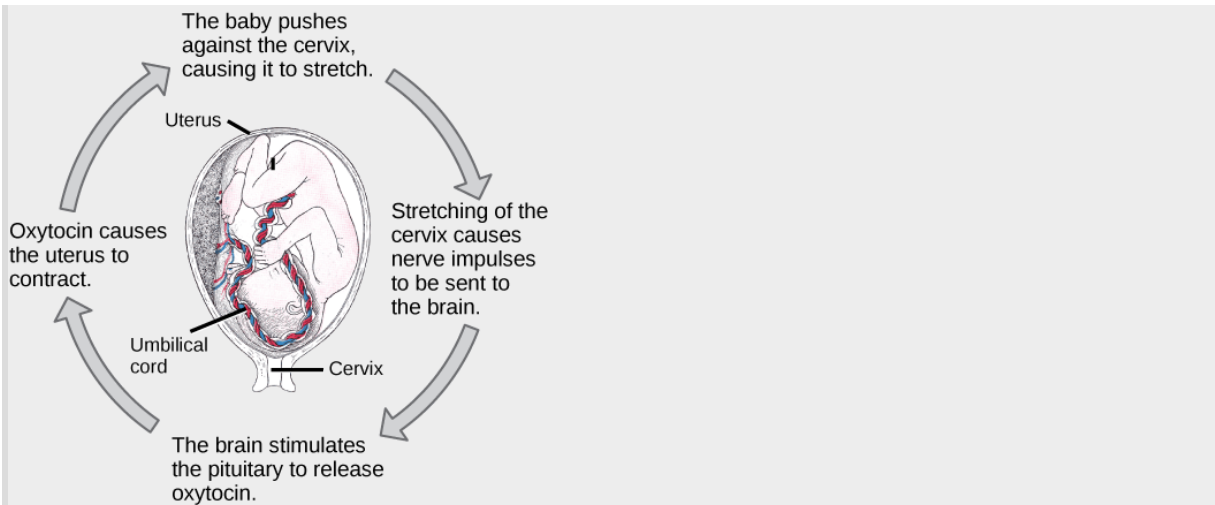 The baby pushes
against the cervix,
causing it to stretch.
Uterus
Stretching of the
cervix causes
nerve impulses
to be sent to
the brain.
Oxytocin causes
the uterus to
contract.
Umbilical
cord
Cervix
The brain stimulates
the pituitary to release
oxytocin.